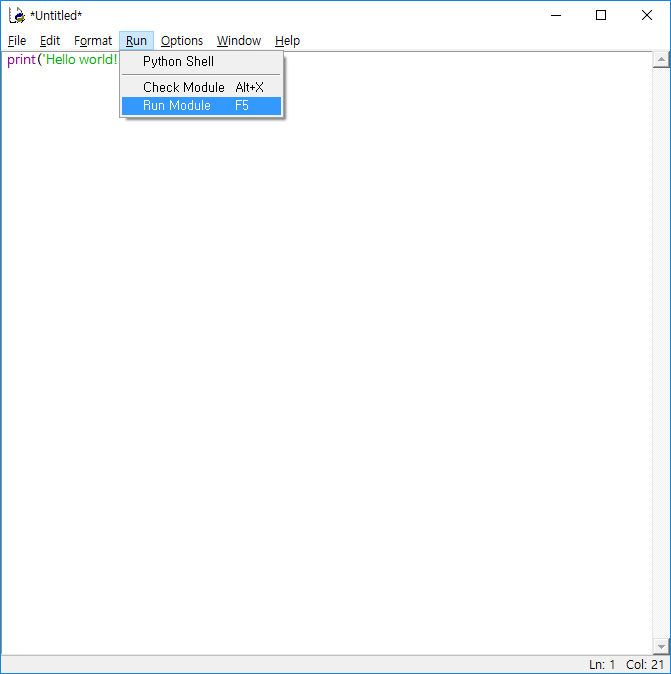 *Untitled*
File Edit Format Run Options Window Help
print('Hello world!
Python Shell
Check Module Alt+X
Run Module F5
Ln: 1 Col: 21